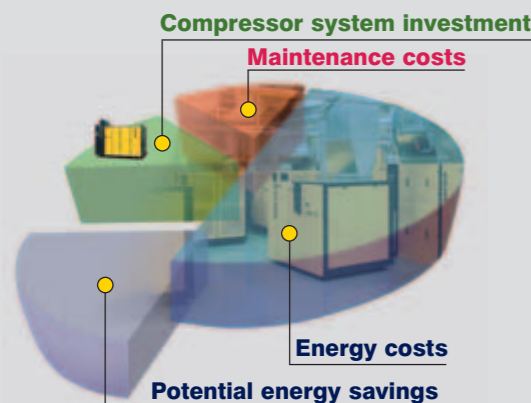 Compressor system investment
Maintenance costs
Energy costs
Potential energy savings